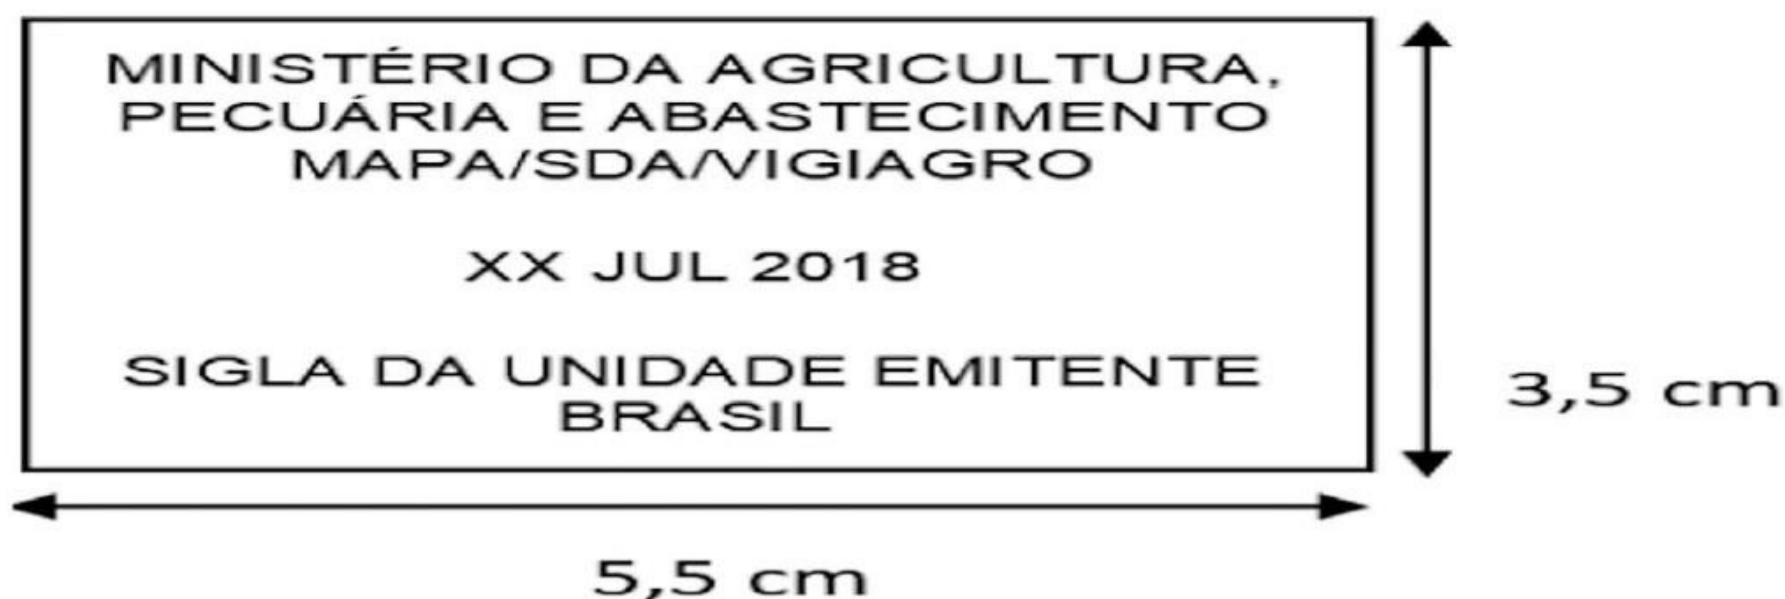 MINISTÉRIO DA AGRICULTURA,
PECUÁRIA E ABASTECIMENTO
MAPA/SDA/VIGIAGRO
XX JUL 2018
SIGLA DA UNIDADE EMITENTE
BRASIL
3,5 cm
5,5 cm